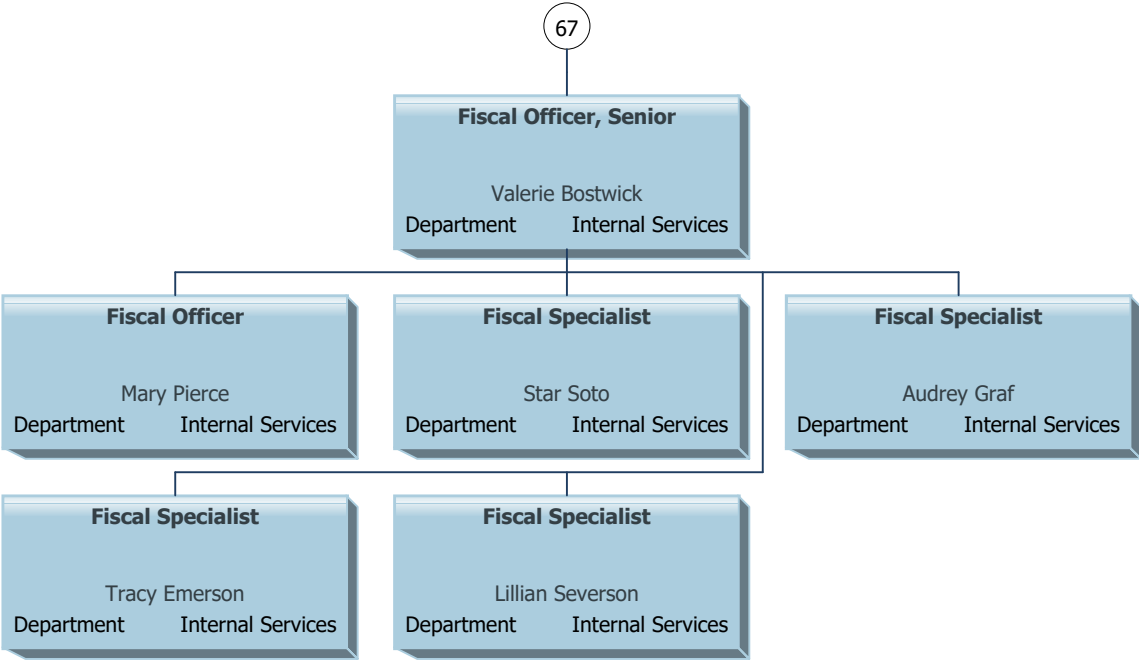 67
Fiscal Officer, Senior
Valerie Bostwick
Department Internal Services
Fiscal Officer
Mary Pierce
Department Internal Services
Fiscal Specialist
Star Soto
Department Internal Services
Fiscal Specialist
Audrey Graf
Department Internal Services
Fiscal Specialist
Tracy Emerson
Department Internal Services
Fiscal Specialist
Lillian Severson
Department Internal Services